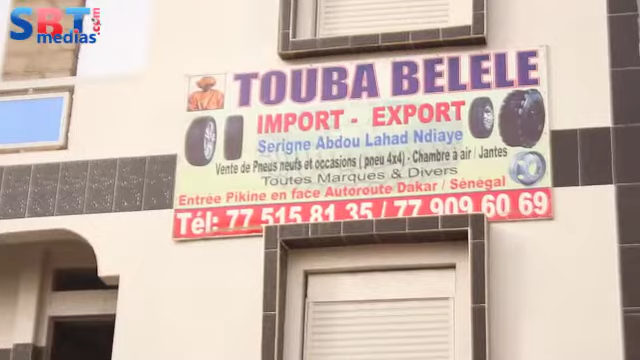 SBT.com
medias
TOUBA BELELE
IMPORT - EXPORT
Serigne Abdou Lahad Ndiaye
Vente de Pneus neufs et occasions ( pneu 4x4) - Chambre à air / Jantes
Toutes Marques & Divers
Entrée Pikine en face Autoroute Dakar / Sénégal
Tél: 77 515 81 35 / 77 909 60 69